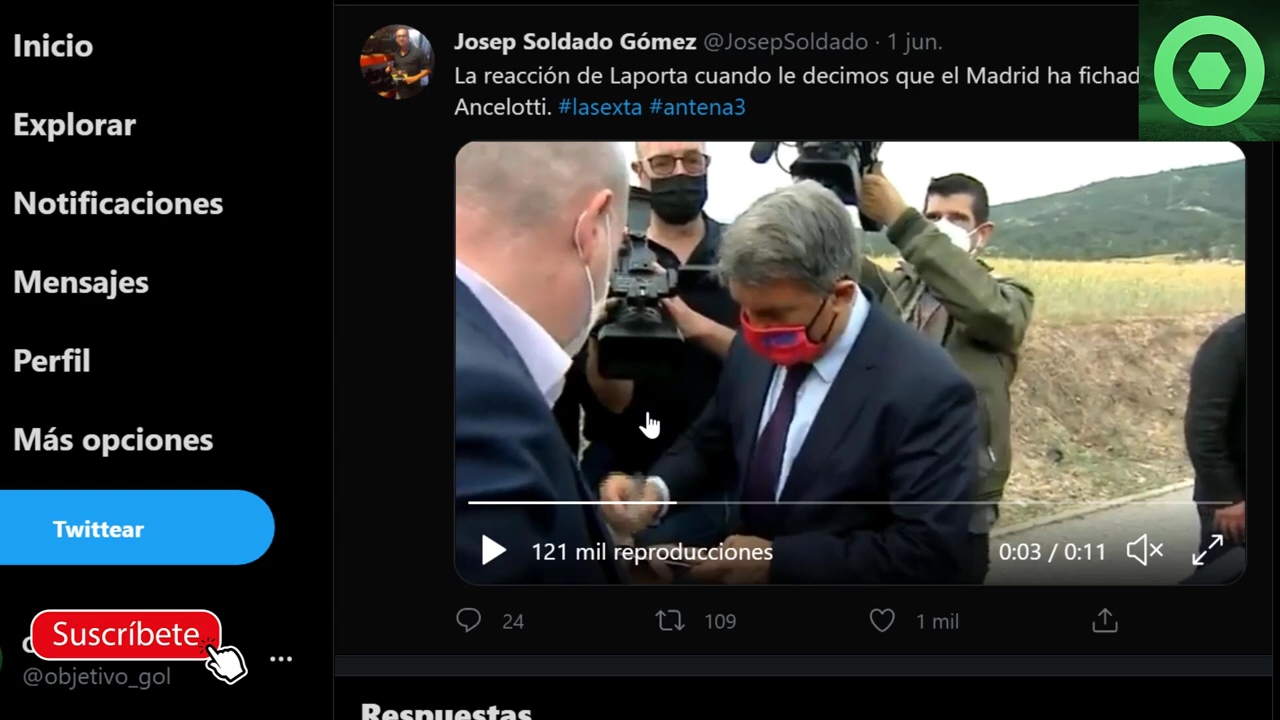 Inicio
Explorar
Notificaciones
Mensajes
Perfil
Más opciones
Twittear
Suscríbete
@objetivo_gol
Josep Soldado Gómez @JosepSoldado · 1 jun.
La reacción de Laporta cuando le decimos que el Madrid ha fichad
Ancelotti. #lasexta #antena3
121 mil reproducciones
0:03 / 0:11
24
109
1 mil
Respuestas